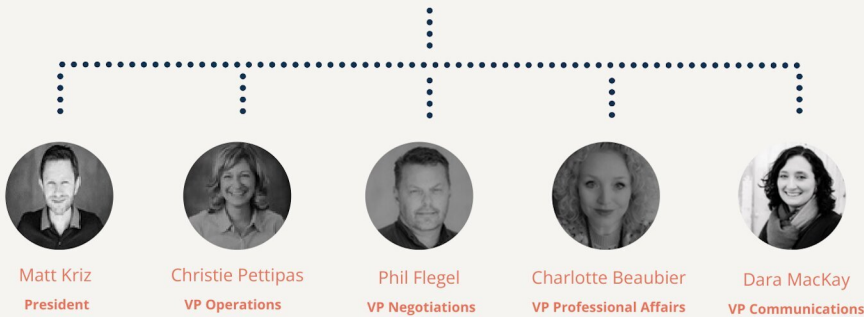 Matt Kriz
President
Christie Pettipas
VP Operations
Phil Flegel
VP Negotiations
Charlotte Beaubier
VP Professional Affairs
Dara MacKay
VP Communications